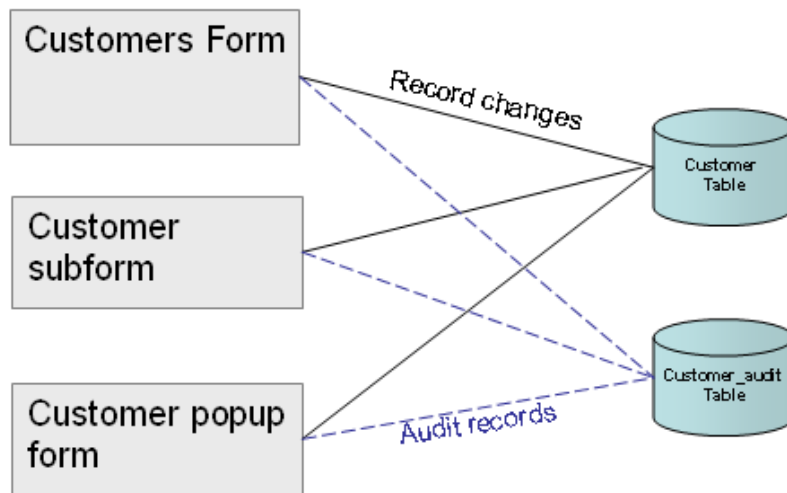 Customers Form
Record changes
Customer
Table
Customer
subform
Customer_audit
Table
Customer popup
form
Audit records